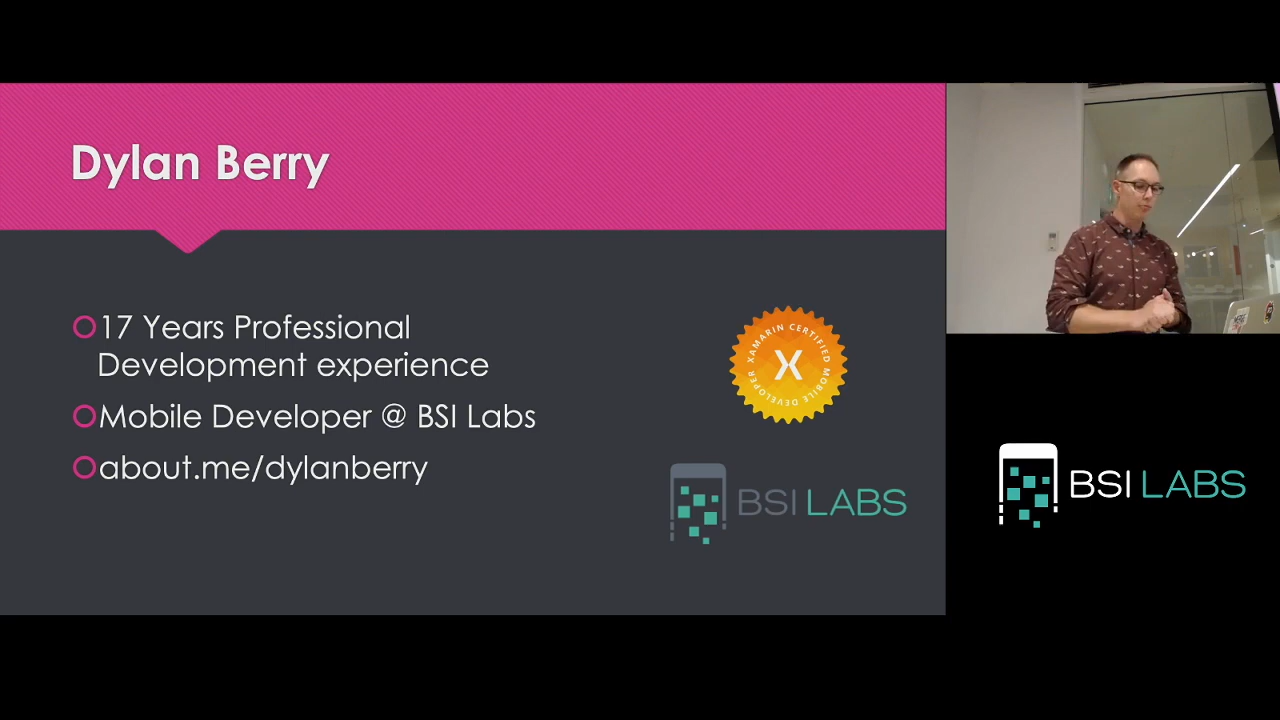 Dylan Berry
17 Years Professional
Development experience
Mobile Developer @ BSI Labs
about.me/dylanberry
XAMARIN CERTIFIED MOBILE DEVELOPER
X
BSI LABS
BSI LABS